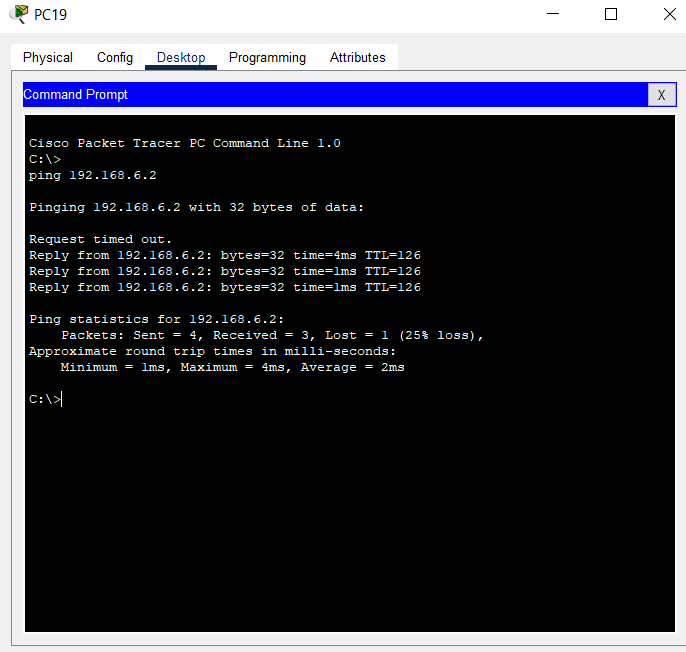 PC19
Physical Config Desktop Programming Attributes
Command Prompt
X
Cisco Packet Tracer PC Command Line 1.0
C:\>
ping 192.168.6.2
Pinging 192.168.6.2 with 32 bytes of data:
Request timed out.
Reply from 192.168.6.2: bytes=32 time=4ms TTL=126
Reply from 192.168.6.2: bytes=32 time=1ms TTL=126
Reply from 192.168.6.2: bytes=32 time=1ms TTL=126
Ping statistics for 192.168.6.2:
Packets: Sent = 4, Received = 3, Lost = 1 (25% loss),
Approximate round trip times in milli-seconds:
Minimum = 1ms, Maximum = 4ms, Average = 2ms
C:\>